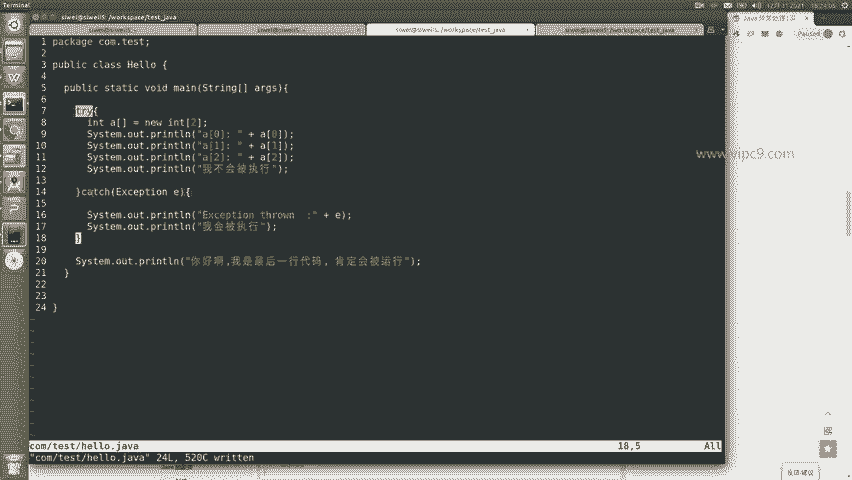 Terminal
siwei@siwei5: /workspace/test_java
1 package com.test;
2
3 public class Hello {
4
5 public static void main(String[] args){
6
7 try{
8 int a[] = new int[2];
9 System.out.println("a[0]: " + a[0]);
10 System.out.println("a[1]: " + a[1]);
11 System.out.println("a[2]: " + a[2]);
12 System.out.println("我不会被执行");
13
14 }catch(Exception e){
15
16 System.out.println("Exception thrown :" + e);
17 System.out.println("我会被执行");
18 }
19
20 System.out.println("你好啊,我是最后一行代码, 肯定会被运行");
21 }
22
23
24 }
com/test/hello.java 18,5 All
"com/test/hello.java" 24L, 520C written
www.vipc9.com